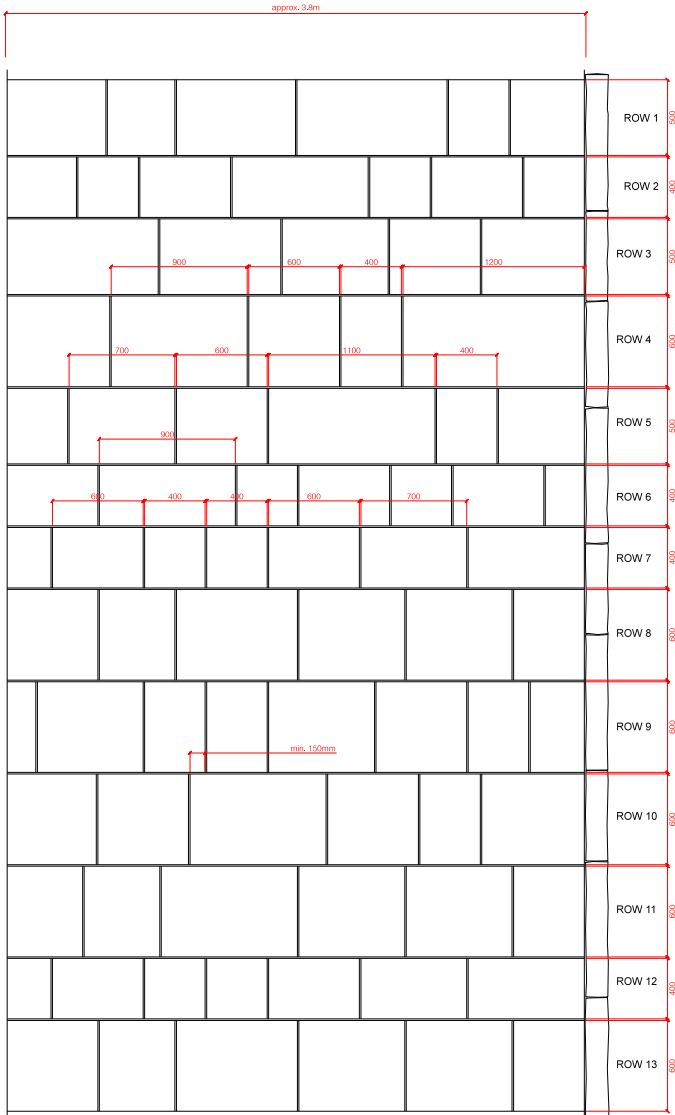 approx. 3.8m
ROW 1
500
ROW 2
400
ROW 3
500
900
600
400
1200
ROW 4
600
700
600
1100
400
ROW 5
500
900
ROW 6
400
600
400
400
600
700
ROW 7
400
ROW 8
600
ROW 9
600
min. 150mm
ROW 10
600
ROW 11
600
ROW 12
400
ROW 13
600